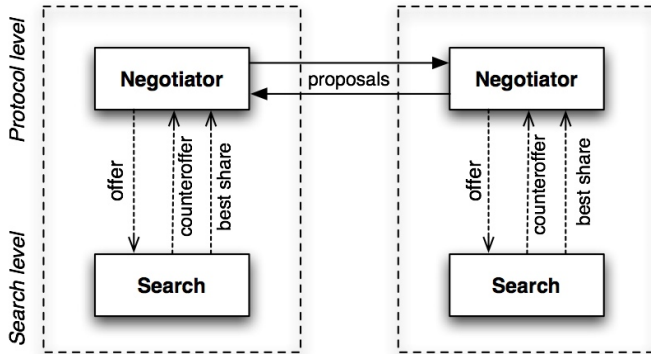 Protocol level
Negotiator
proposals
Negotiator
offer
counteroffer
best share
offer
counteroffer
best share
Search level
Search
Search